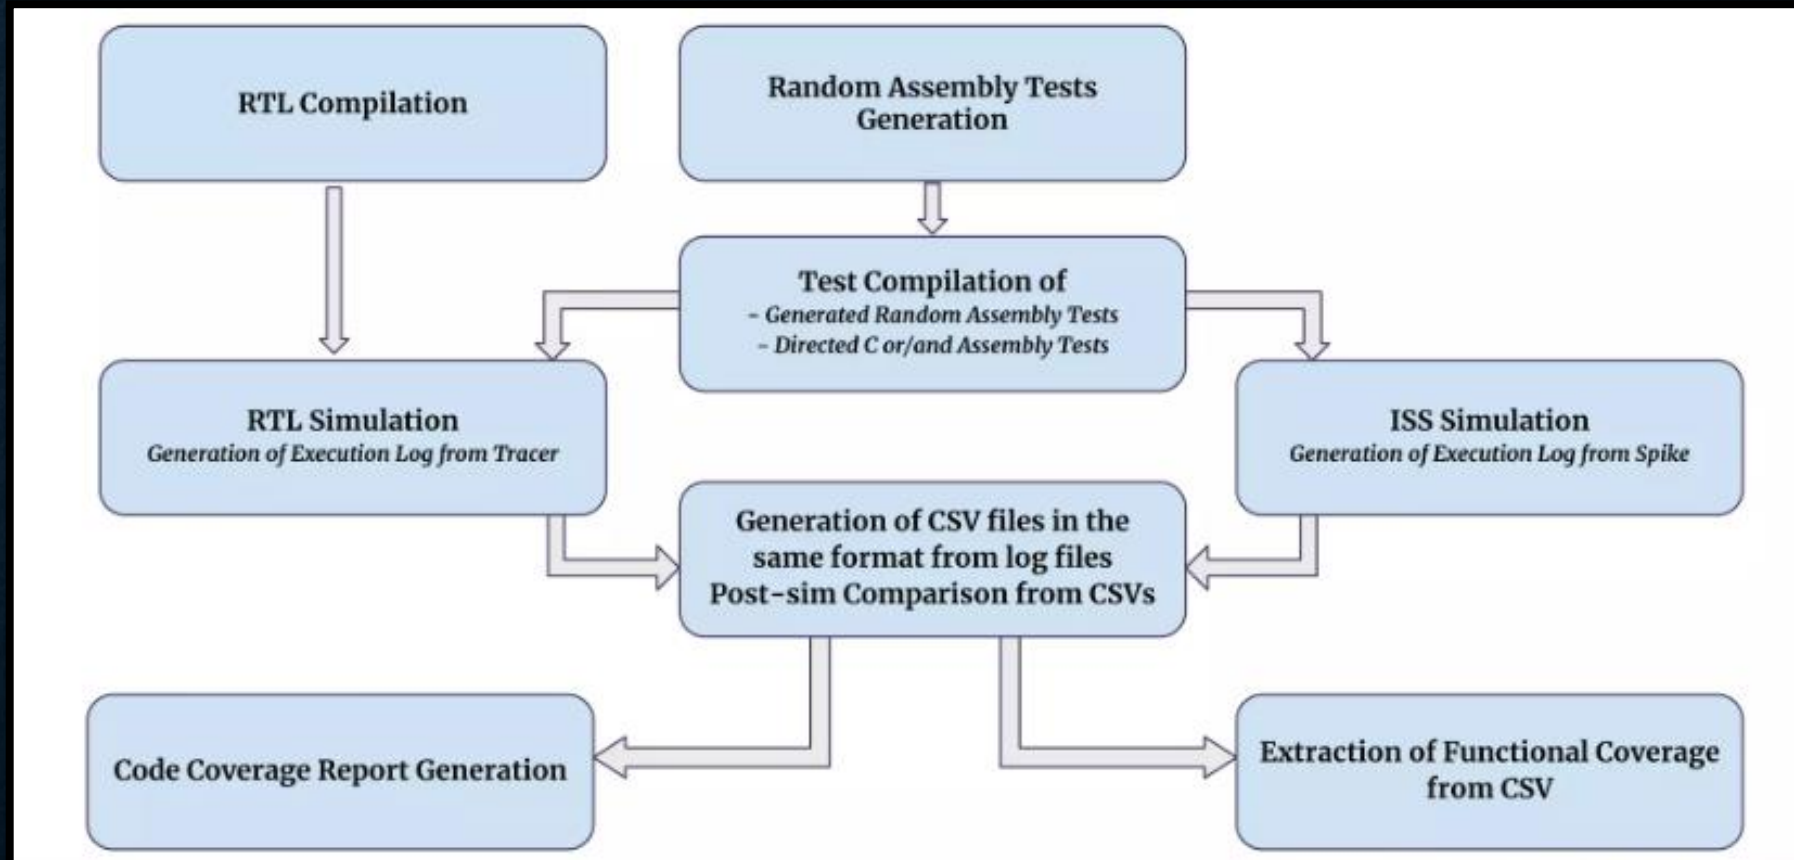 RTL Compilation
Random Assembly Tests
Generation
Test Compilation of
- Generated Random Assembly Tests
- Directed C or/and Assembly Tests
RTL Simulation
Generation of Execution Log from Tracer
ISS Simulation
Generation of Execution Log from Spike
Generation of CSV files in the
same format from log files
Post-sim Comparison from CSVs
Code Coverage Report Generation
Extraction of Functional Coverage
from CSV